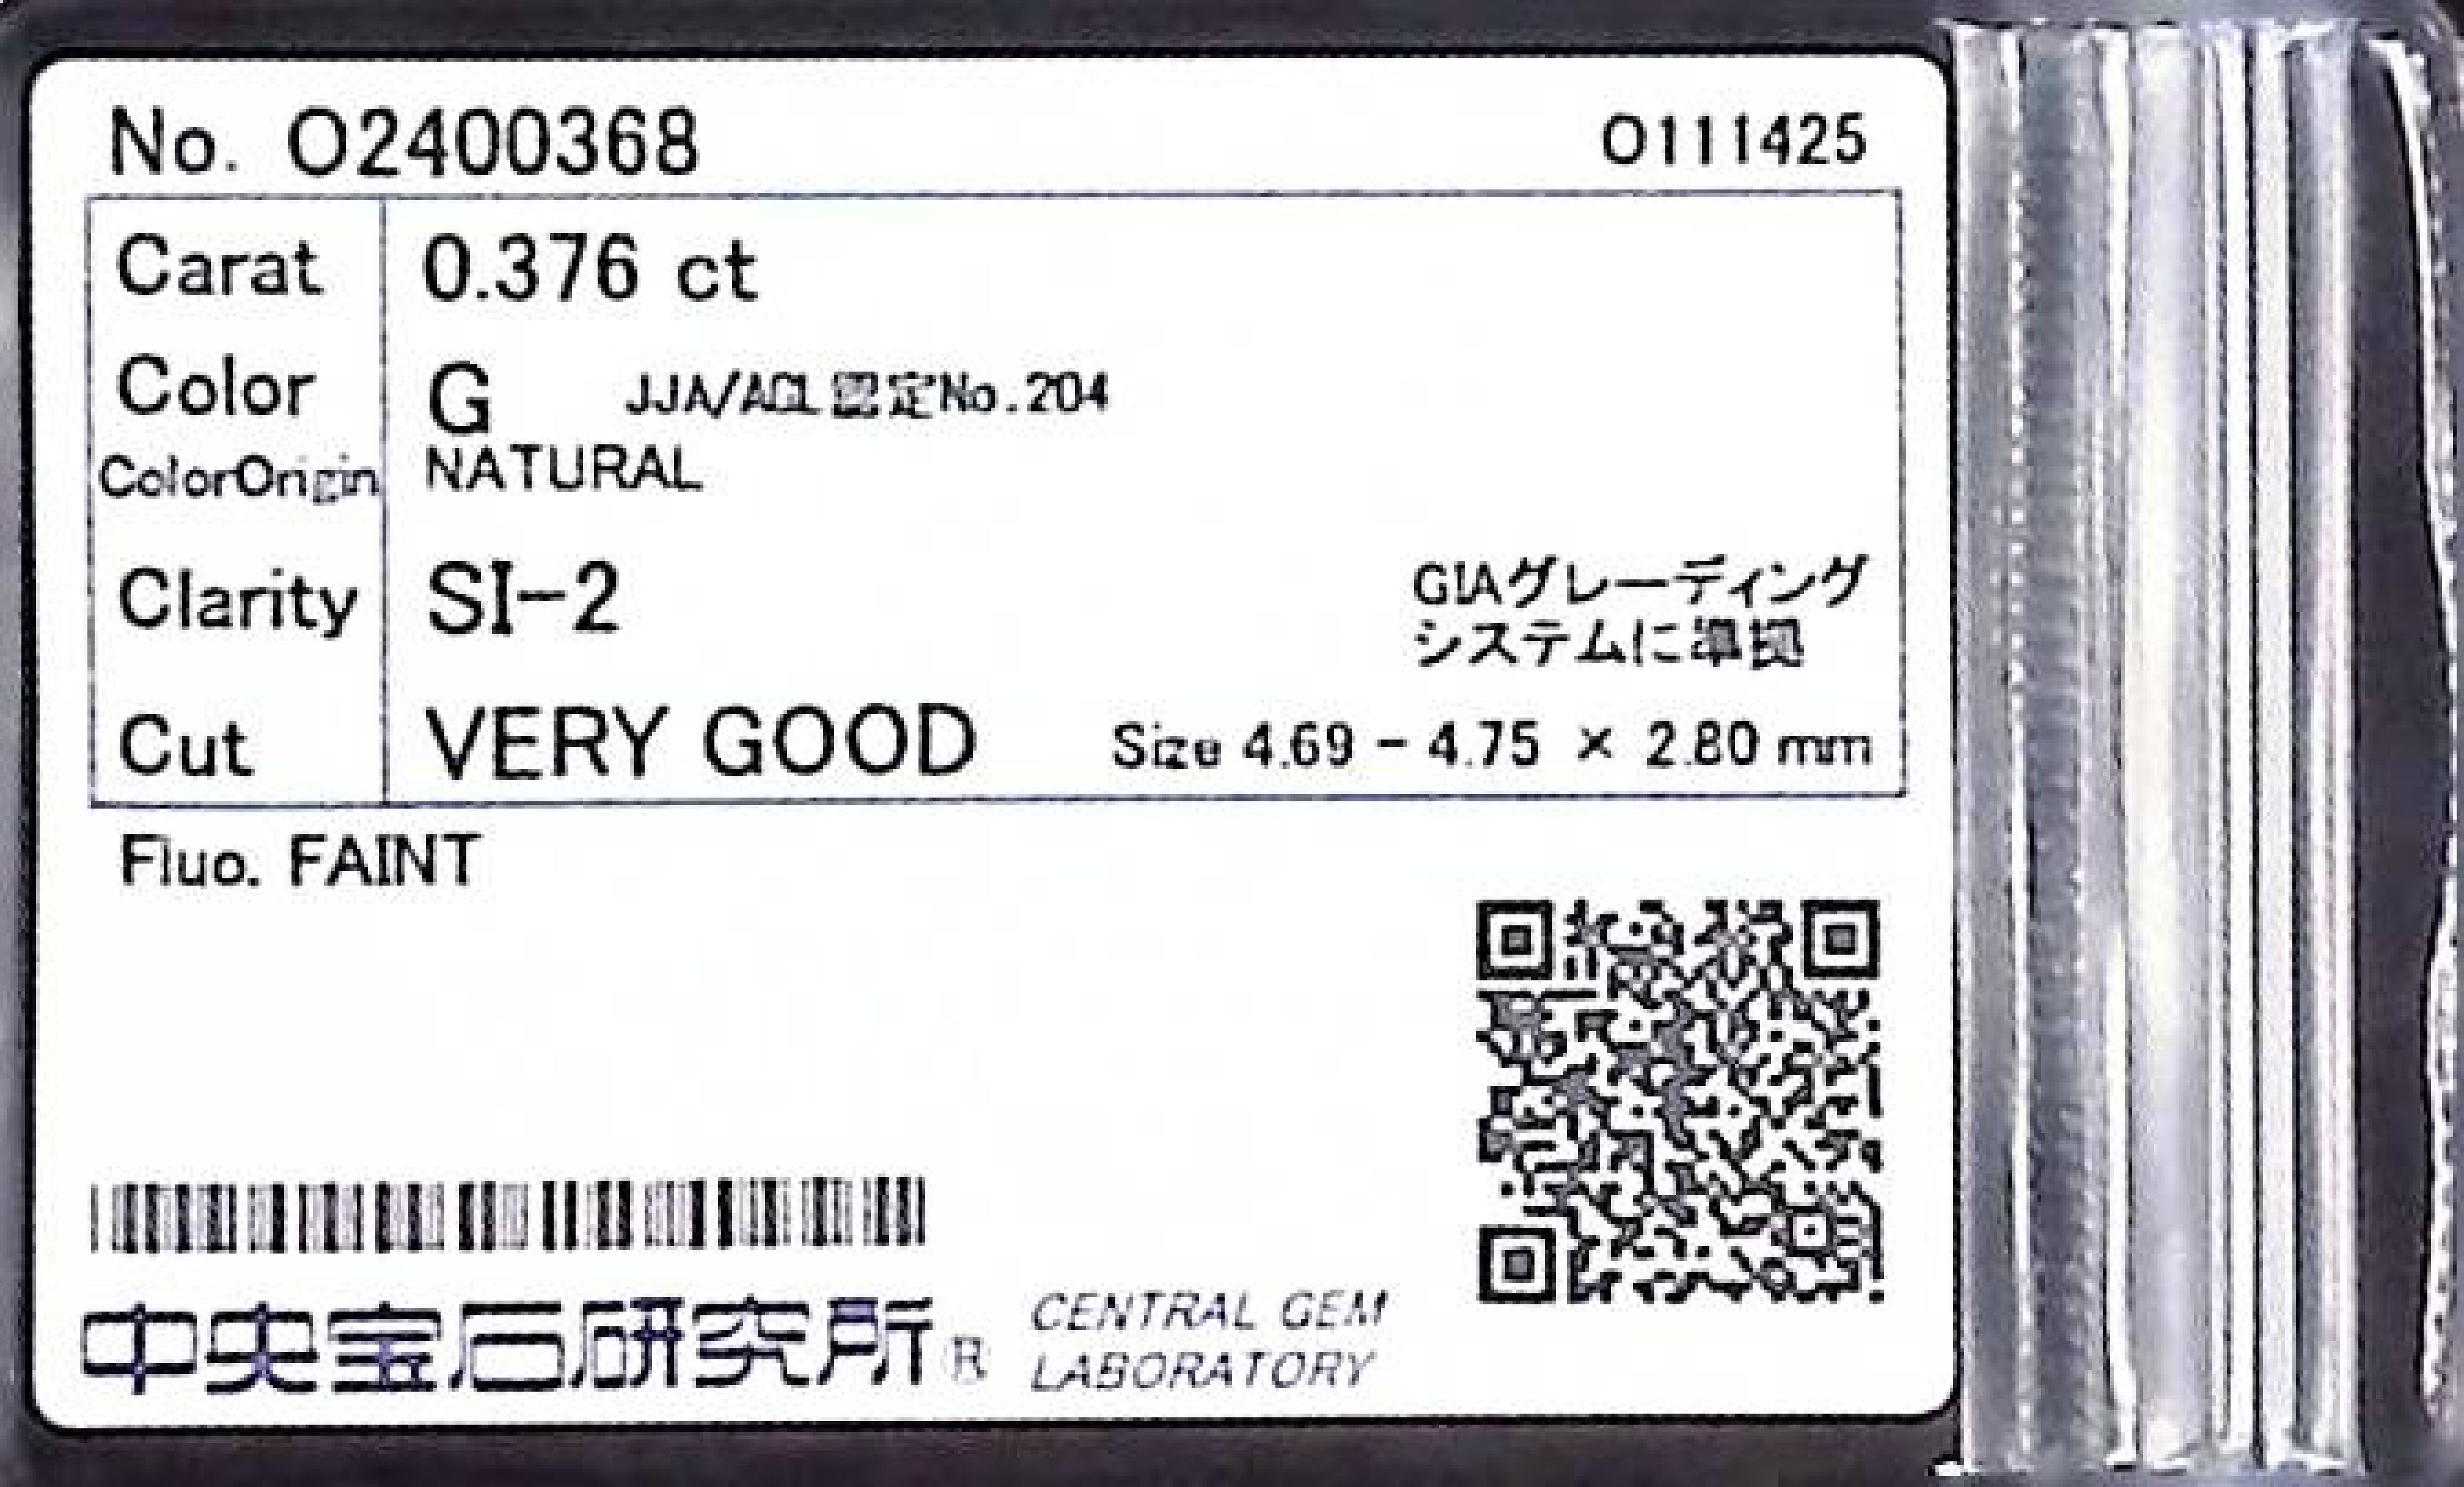 No. O2400368 O111425
Carat 0.376 ct
Color G JJA/AGL認定No.204
ColorOrigin NATURAL
Clarity SI-2
GIAグレーディング
システムに準拠
Cut VERY GOOD Size 4.69 - 4.75 × 2.80 mm
Fluo. FAINT
中央宝石研究所® CENTRAL GEM
LABORATORY